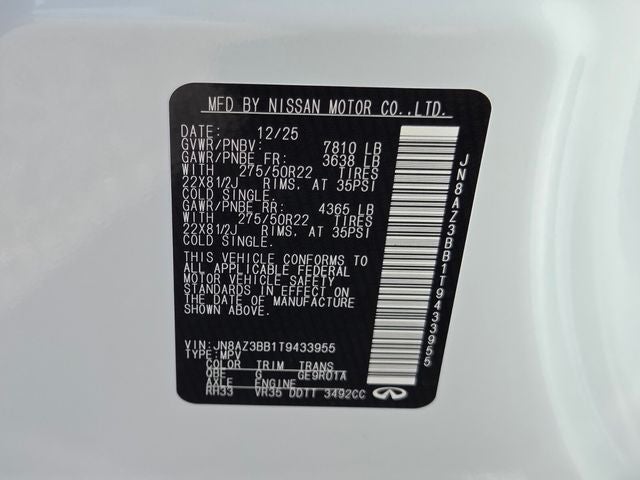 MFD BY NISSAN MOTOR CO.,LTD.
DATE: 12/25
GVWR/PNBV: 7810 LB
GAWR/PNBE FR: 3638 LB
WITH 275/50R22 TIRES
22X81/2J RIMS, AT 35PSI
COLD SINGLE.
GAWR/PNBE RR: 4365 LB
WITH 275/50R22 TIRES
22X81/2J RIMS, AT 35PSI
COLD SINGLE.
THIS VEHICLE CONFORMS TO
ALL APPLICABLE FEDERAL
MOTOR VEHICLE SAFETY
STANDARDS IN EFFECT ON
THE DATE OF MANUFACTURE
SHOWN ABOVE.
VIN: JN8AZ3BB1T9433955
TYPE: MPV
COLOR TRIM TRANS
QBE G GE9R01A
AXLE ENGINE
RH33 VR35 DDTT 3492CC
JN8AZ3BB1T9433955